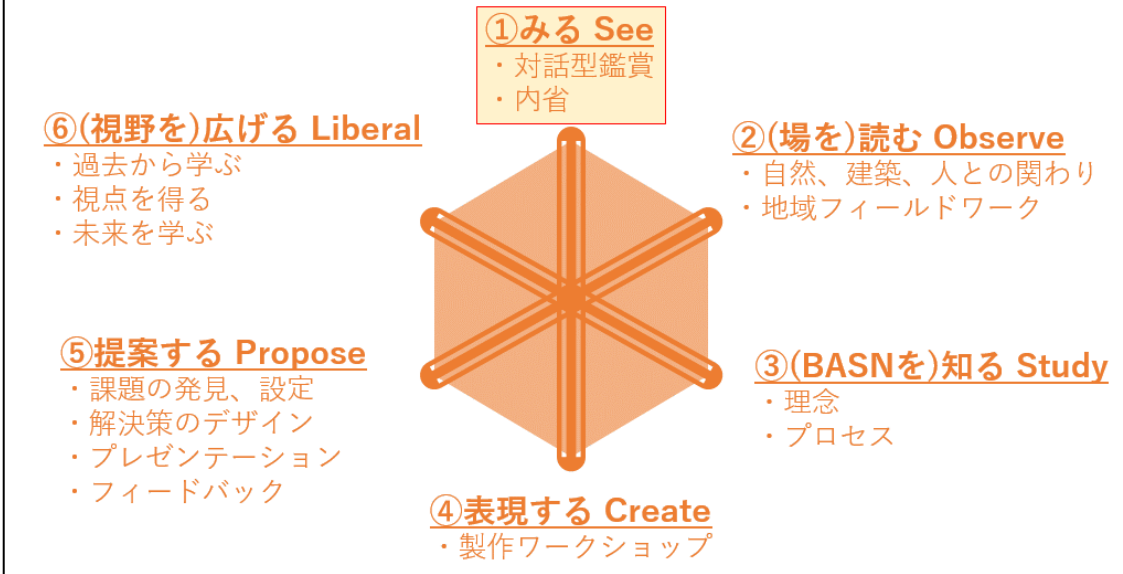 ①みる See
・対話型鑑賞
・内省
②(場を)読む Observe
・自然、建築、人との関わり
・地域フィールドワーク
③(BASNを)知る Study
・理念
・プロセス
④表現する Create
・製作ワークショップ
⑤提案する Propose
・課題の発見、設定
・解決策のデザイン
・プレゼンテーション
・フィードバック
⑥(視野を)広げる Liberal
・過去から学ぶ
・視点を得る
・未来を学ぶ